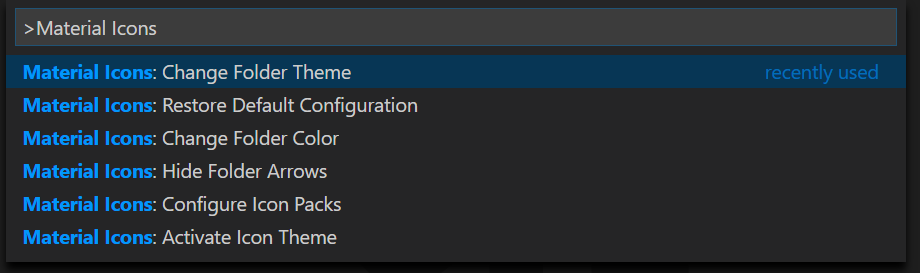 >Material Icons
Material Icons: Change Folder Theme recently used
Material Icons: Restore Default Configuration
Material Icons: Change Folder Color
Material Icons: Hide Folder Arrows
Material Icons: Configure Icon Packs
Material Icons: Activate Icon Theme